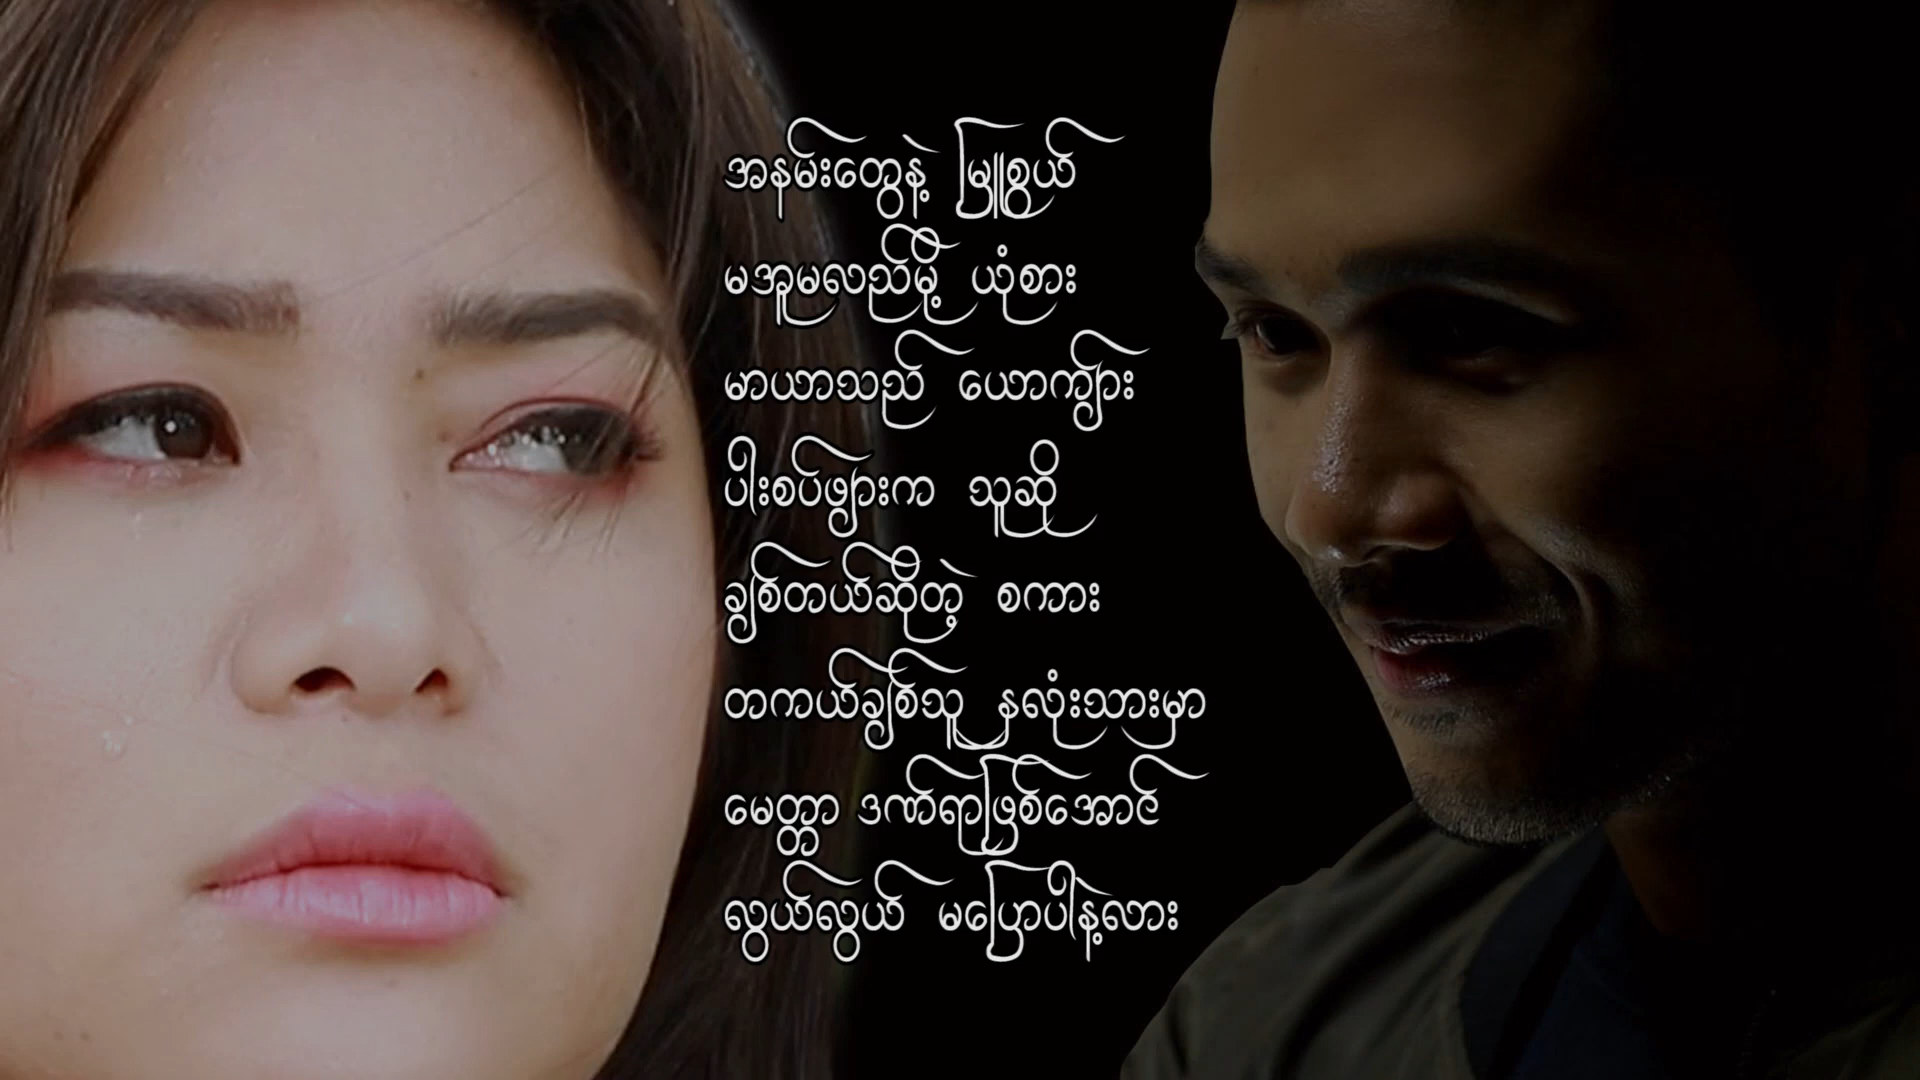 အနမ်းတွေနဲ့ မြှူစွယ်
မအူမလည်မို့ ယုံစား
မာယာသည် ယောက်ျား
ပါးစပ်ဖျားက သူဆို
ချစ်တယ်ဆိုတဲ့ စကား
တကယ်ချစ်သူ နှလုံးသားမှာ
မေတ္တာ ဒဏ်ရာဖြစ်အောင်
လွယ်လွယ် မပြောပါနဲ့လား